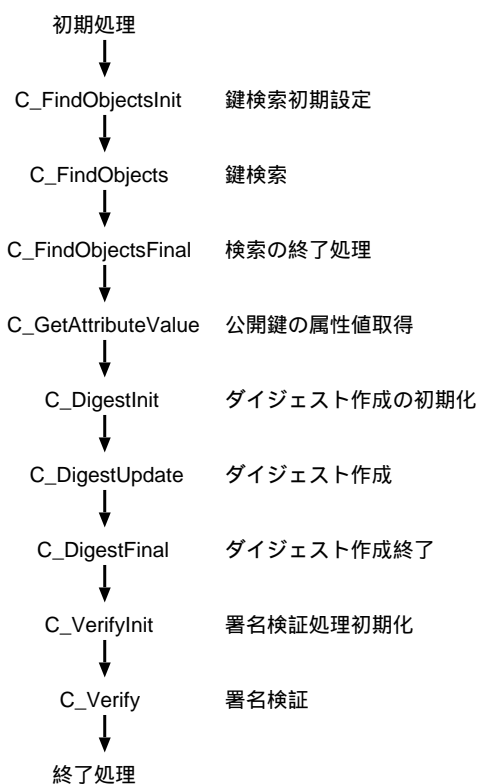 初期処理
C_FindObjectsInit 鍵検索初期設定
C_FindObjects 鍵検索
C_FindObjectsFinal 検索の終了処理
C_GetAttributeValue 公開鍵の属性値取得
C_DigestInit ダイジェスト作成の初期化
C_DigestUpdate ダイジェスト作成
C_DigestFinal ダイジェスト作成終了
C_VerifyInit 署名検証処理初期化
C_Verify 署名検証
終了処理